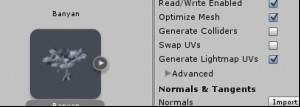 Banyan
Banyan
Read/Write Enabled
Optimize Mesh
Generate Colliders
Swap UVs
Generate Lightmap UVs
Advanced
Normals & Tangents
Normals
Import